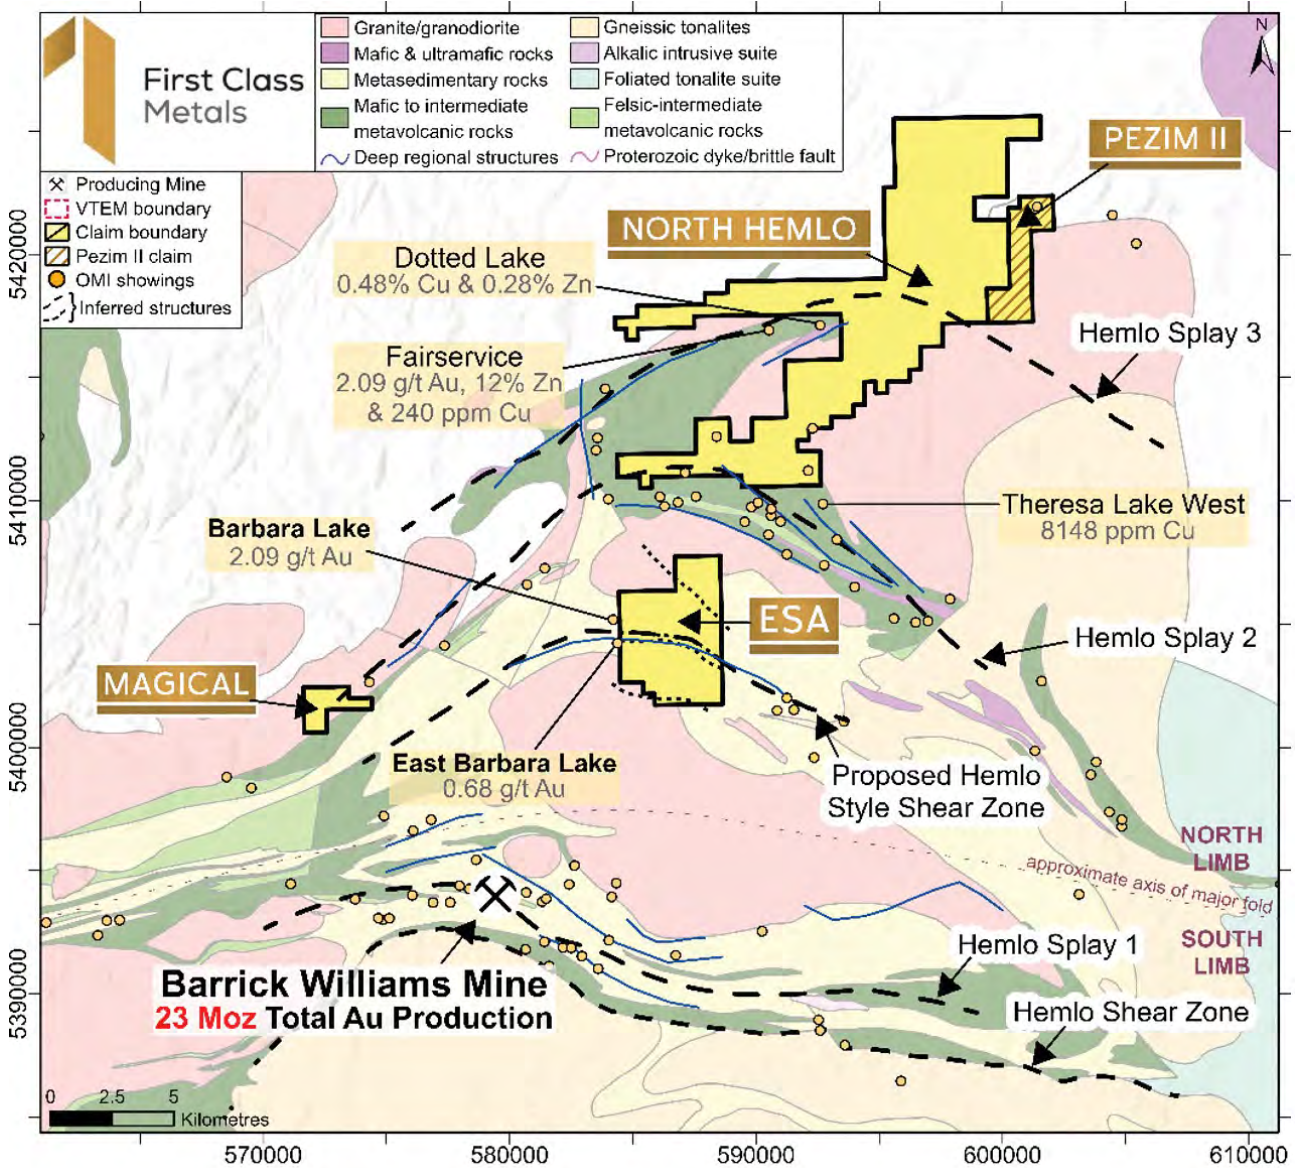 First Class
Metals
Granite/granodiorite
Mafic & ultramafic rocks
Metasedimentary rocks
Mafic to intermediate
metavolcanic rocks
Deep regional structures
Gneissic tonalites
Alkalic intrusive suite
Foliated tonalite suite
Felsic-intermediate
metavolcanic rocks
Proterozoic dyke/brittle fault
N
Producing Mine
VTEM boundary
Claim boundary
Pezim II claim
OMI showings
Inferred structures
PEZIM II
NORTH HEMLO
Dotted Lake
0.48% Cu & 0.28% Zn
Fairservice
2.09 g/t Au, 12% Zn
& 240 ppm Cu
Hemlo Splay 3
Theresa Lake West
8148 ppm Cu
Barbara Lake
2.09 g/t Au
ESA
Hemlo Splay 2
MAGICAL
East Barbara Lake
0.68 g/t Au
Proposed Hemlo
Style Shear Zone
NORTH
LIMB
approximate axis of major fold
SOUTH
LIMB
Hemlo Splay 1
Hemlo Shear Zone
Barrick Williams Mine
23 Moz Total Au Production
0 2.5 5
Kilometres
5420000
5410000
5400000
5390000
570000 580000 590000 600000 610000